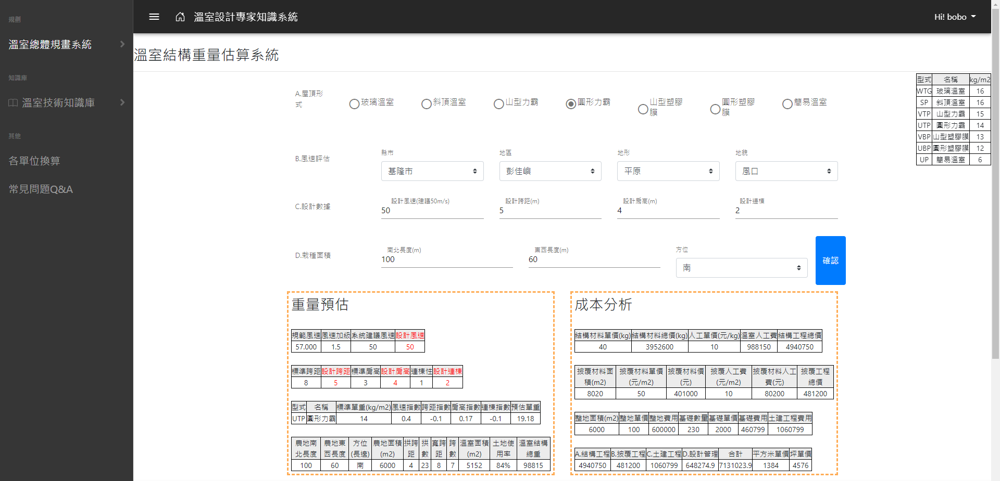 規劃
溫室總體規畫系統
知識庫
溫室技術知識庫
其他
各單位換算
常見問題Q&A
溫室設計專家知識系統
Hi! bobo
溫室結構重量估算系統
型式 名稱 kg/m2
WTG 玻璃溫室 16
SP 斜頂溫室 16
VTP 山型力霸 15
UTP 圓形力霸 14
VBP 山型塑膠膜 13
UBP 圓形塑膠膜 12
UP 簡易溫室 6
A.屋頂形式
玻璃溫室 斜頂溫室 山型力霸 圓形力霸 山型塑膠膜 圓形塑膠膜 簡易溫室
B.風速評估
縣市 地區 地形 地貌
基隆市 彭佳嶼 平原 風口
C.設計數據
設計風速(建議50m/s) 設計跨距(m) 設計肩高(m) 設計連棟
50 5 4 2
D.栽種面積
南北長度(m) 東西長度(m) 方位
100 60 南
確認
重量預估
規範風速 風速加級 系統建議風速 設計風速
57.000 1.5 50 50
標準跨距 設計跨距 標準肩高 設計肩高 連棟性 設計連棟
8 5 3 4 1 2
型式 名稱 標準單重(kg/m2) 風速指數 跨距指數 肩高指數 連棟指數 預估單重
UTP 圓形力霸 14 0.4 -0.1 0.17 -0.1 19.18
農地南北長度 農地東西長度 方位(長邊) 農地面積(m2) 拱跨距 拱數 寬跨距 跨數 溫室面積(m2) 土地使用率 溫室結構總重
100 60 南 6000 4 23 8 7 5152 84% 98815
成本分析
結構材料單價(kg) 結構材料總價(kg) 人工單價(元/kg) 溫室人工費 結構工程總價
40 3952600 10 988150 4940750
披覆材料面積(m2) 披覆材料單價(元/m2) 披覆材料價(元) 披覆人工費(元/m2) 披覆材料人工費(元) 披覆工程總價
8020 50 401000 10 80200 481200
整地面積(m2) 整地單價 整地費用 基礎數量 基礎單價 基礎費用 土建工程費用
6000 100 600000 230 2000 460799 1060799
A.結構工程 B.披覆工程 C.土建工程 D.設計管理 合計 平方米單價 坪單價
4940750 481200 1060799 648274.9 7131023.9 1384 4576